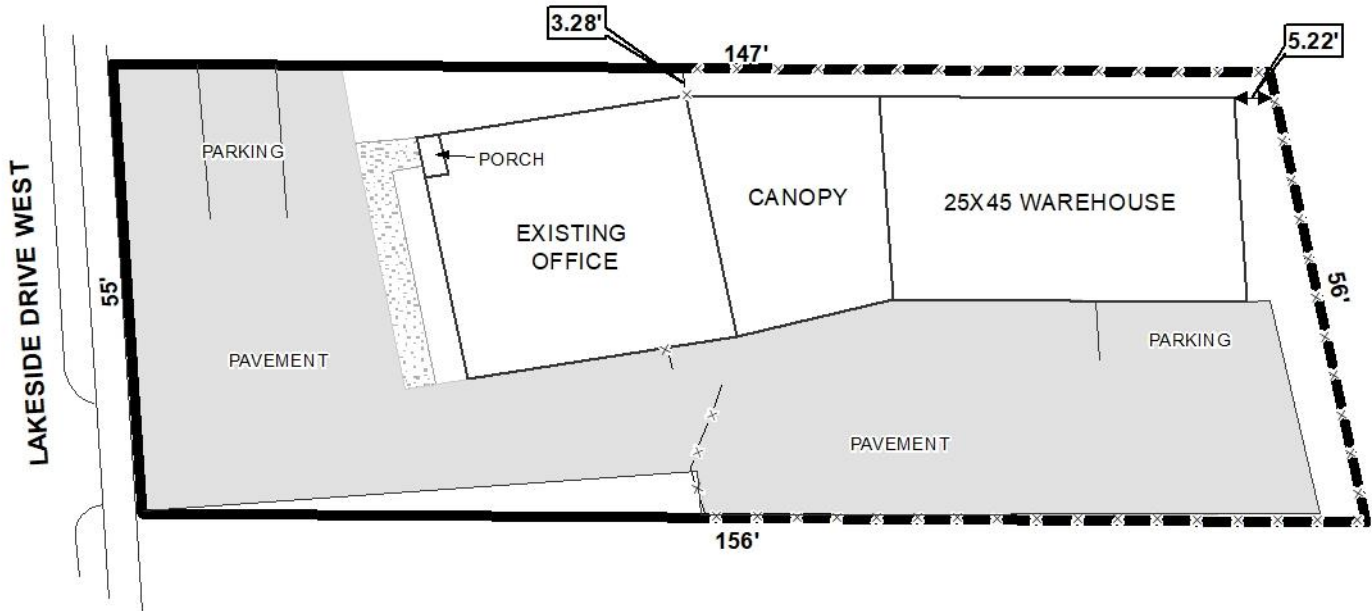 3.28'
147'
5.22'
PARKING
PORCH
CANOPY
25X45 WAREHOUSE
EXISTING
OFFICE
LAKESIDE DRIVE WEST
55'
56'
PARKING
PAVEMENT
PAVEMENT
156'